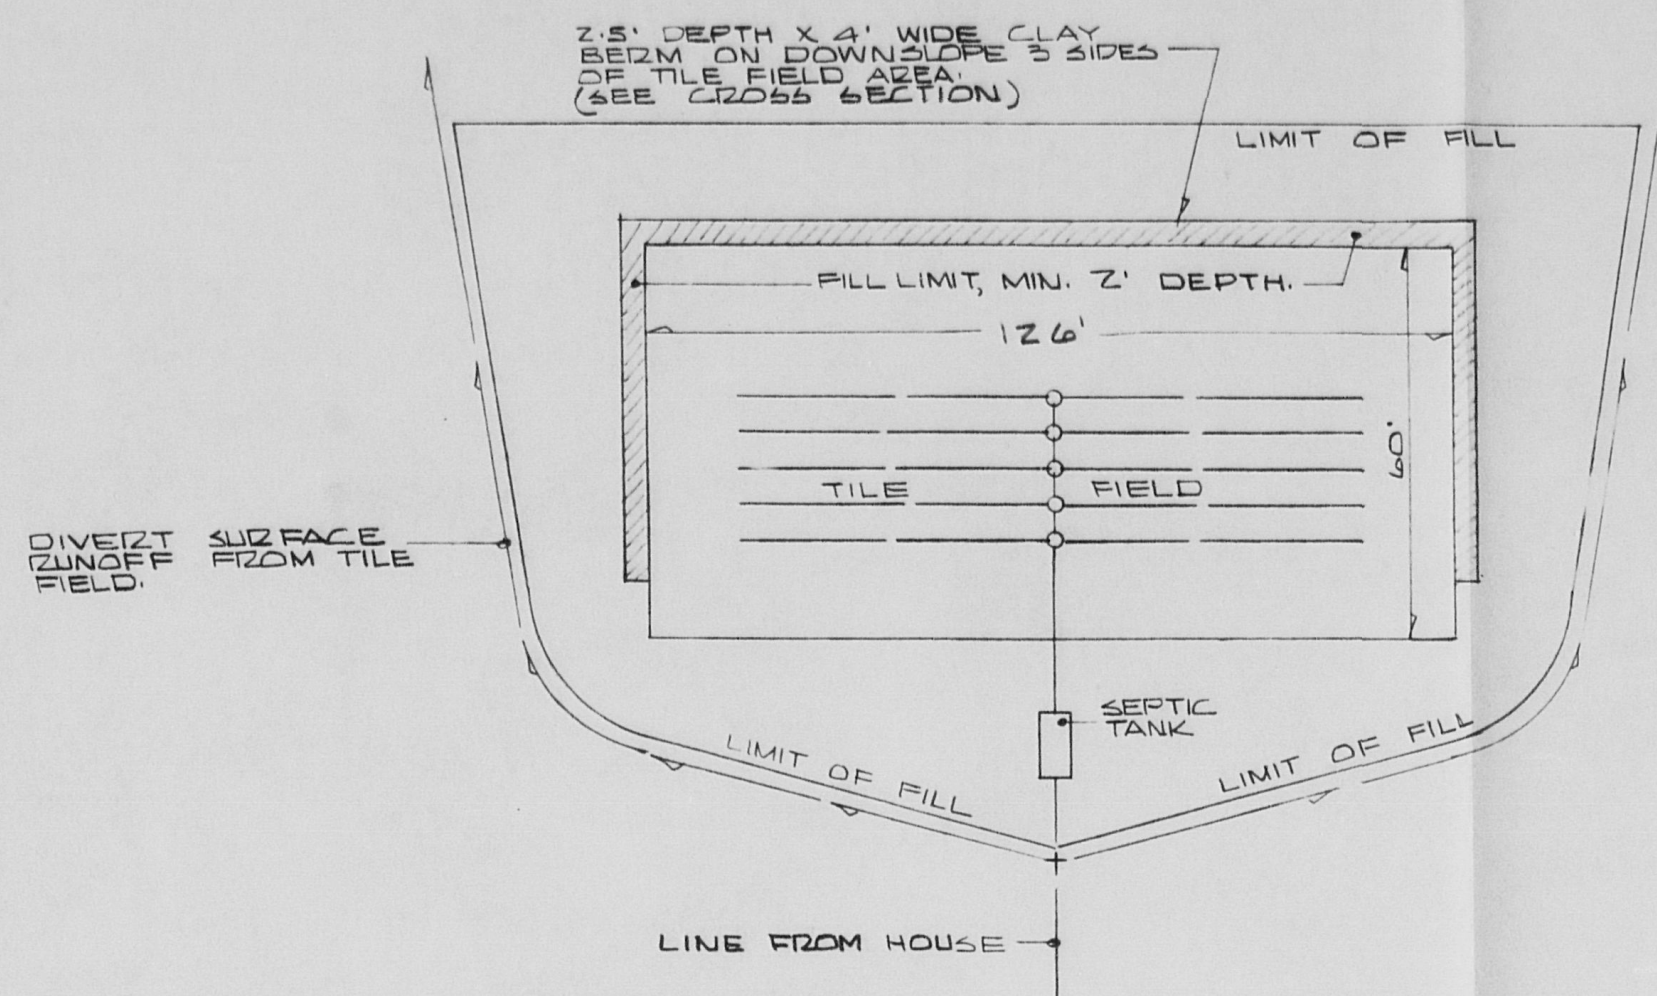 2.5' DEPTH X 4' WIDE CLAY
BERM ON DOWNSLOPE 3 SIDES
OF TILE FIELD AREA.
(SEE CROSS SECTION)
LIMIT OF FILL
FILL LIMIT, MIN. 2' DEPTH.
126'
60'
TILE FIELD
DIVERT SURFACE
RUNOFF FROM TILE
FIELD.
SEPTIC
TANK
LIMIT OF FILL
LIMIT OF FILL
LINE FROM HOUSE